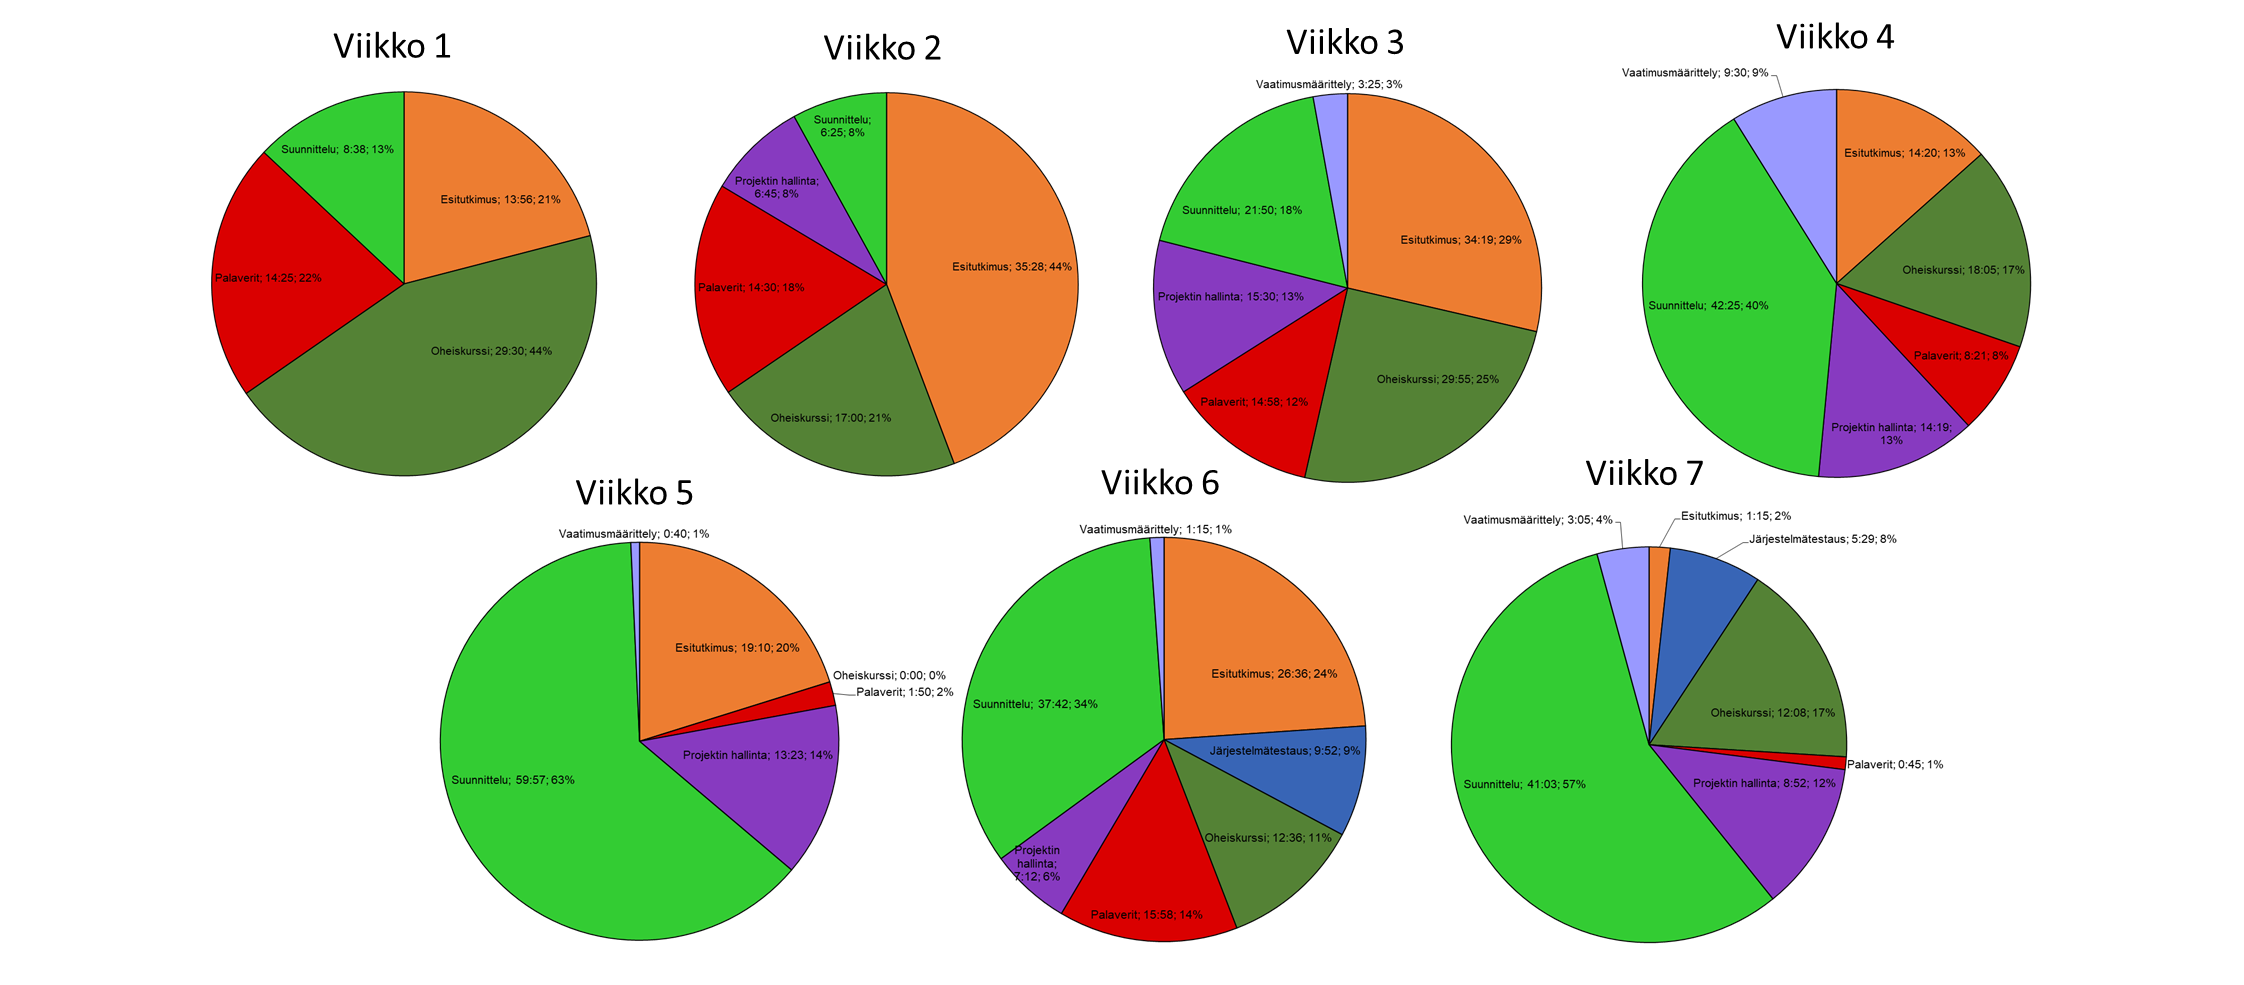 Viikko 1
Suunnittelu; 8:38; 13%
Esitutkimus; 13:56; 21%
Palaverit; 14:25; 22%
Oheiskurssi; 29:30; 44%
Viikko 2
Suunnittelu;
6:25; 8%
Projektin hallinta;
6:45; 8%
Esitutkimus; 35:28; 44%
Palaverit; 14:30; 18%
Oheiskurssi; 17:00; 21%
Viikko 3
Vaatimusmäärittely; 3:25; 3%
Suunnittelu; 21:50; 18%
Esitutkimus; 34:19; 29%
Projektin hallinta; 15:30; 13%
Oheiskurssi; 29:55; 25%
Palaverit; 14:58; 12%
Viikko 4
Vaatimusmäärittely; 9:30; 9%
Esitutkimus; 14:20; 13%
Oheiskurssi; 18:05; 17%
Suunnittelu; 42:25; 40%
Palaverit; 8:21; 8%
Projektin hallinta; 14:19;
13%
Viikko 5
Vaatimusmäärittely; 0:40; 1%
Esitutkimus; 19:10; 20%
Oheiskurssi; 0:00; 0%
Palaverit; 1:50; 2%
Projektin hallinta; 13:23; 14%
Suunnittelu; 59:57; 63%
Viikko 6
Vaatimusmäärittely; 1:15; 1%
Esitutkimus; 26:36; 24%
Suunnittelu; 37:42; 34%
Järjestelmätestaus; 9:52; 9%
Oheiskurssi; 12:36; 11%
Projektin
hallinta;
7:12; 6%
Palaverit; 15:58; 14%
Viikko 7
Vaatimusmäärittely; 3:05; 4%
Esitutkimus; 1:15; 2%
Järjestelmätestaus; 5:29; 8%
Oheiskurssi; 12:08; 17%
Palaverit; 0:45; 1%
Projektin hallinta; 8:52; 12%
Suunnittelu; 41:03; 57%